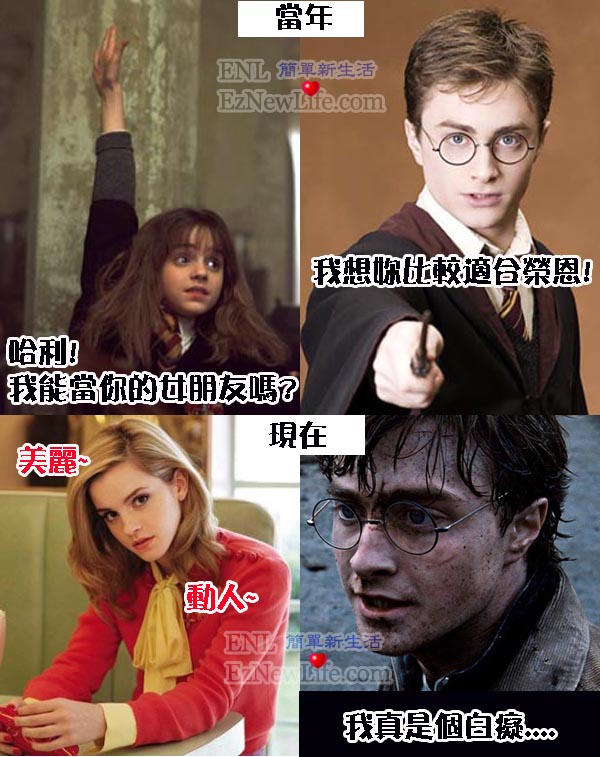 當年
ENL 簡單新生活
EzNewLife.com
我想妳比較適合榮恩!
哈利!
我能當你的女朋友嗎?
現在
美麗~
動人~
ENL 簡單新生活
EzNewLife.com
我真是個白癡....